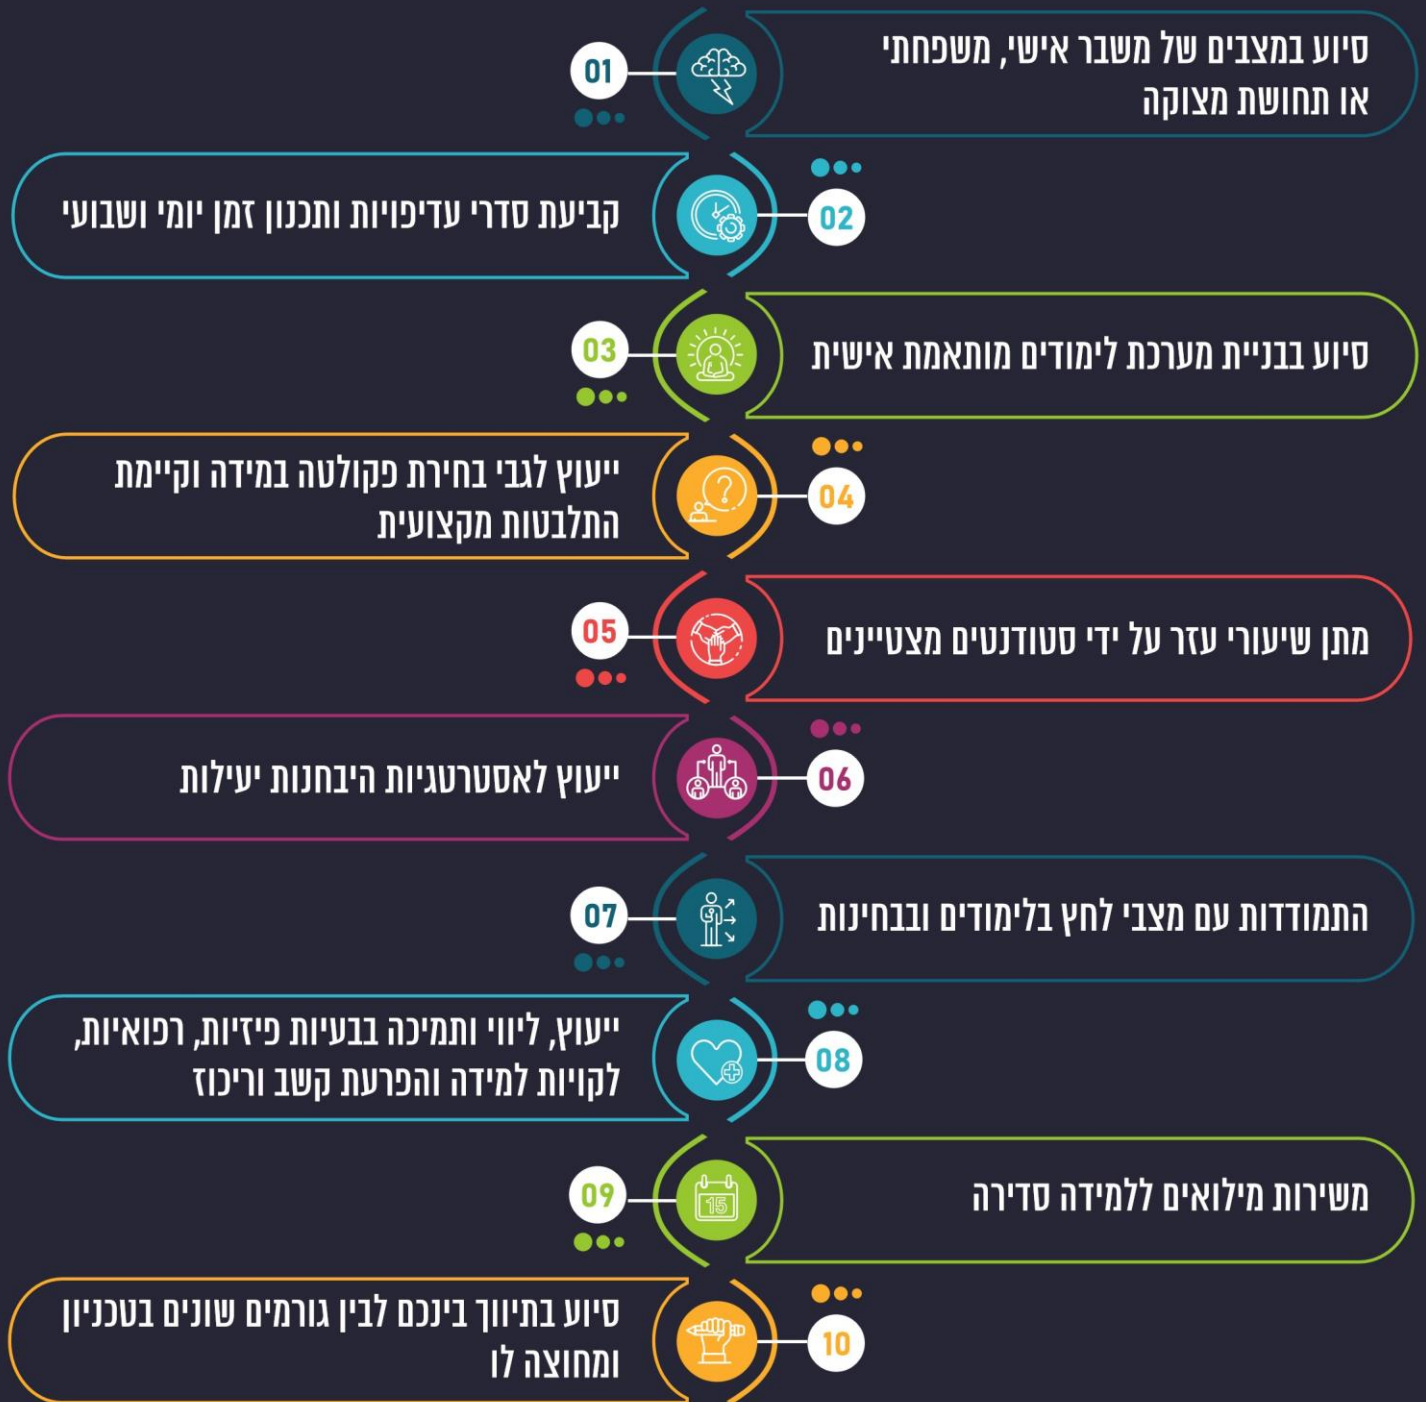 01
סיוע במצבים של משבר אישי, משפחתי
או תחושת מצוקה
02
קביעת סדרי עדיפויות ותכנון זמן יומי ושבועי
03
סיוע בבניית מערכת לימודים מותאמת אישית
04
ייעוץ לגבי בחירת פקולטה במידה וקיימת
התלבטות מקצועית
05
מתן שיעורי עזר על ידי סטודנטים מצטיינים
06
ייעוץ לאסטרטגיות היבחנות יעילות
07
התמודדות עם מצבי לחץ בלימודים ובבחינות
08
ייעוץ, ליווי ותמיכה בבעיות פיזיות, רפואיות,
לקויות למידה והפרעת קשב וריכוז
09
15
משירות מילואים ללמידה סדירה
10
סיוע בתיווך בינכם לבין גורמים שונים בטכניון
ומחוצה לו